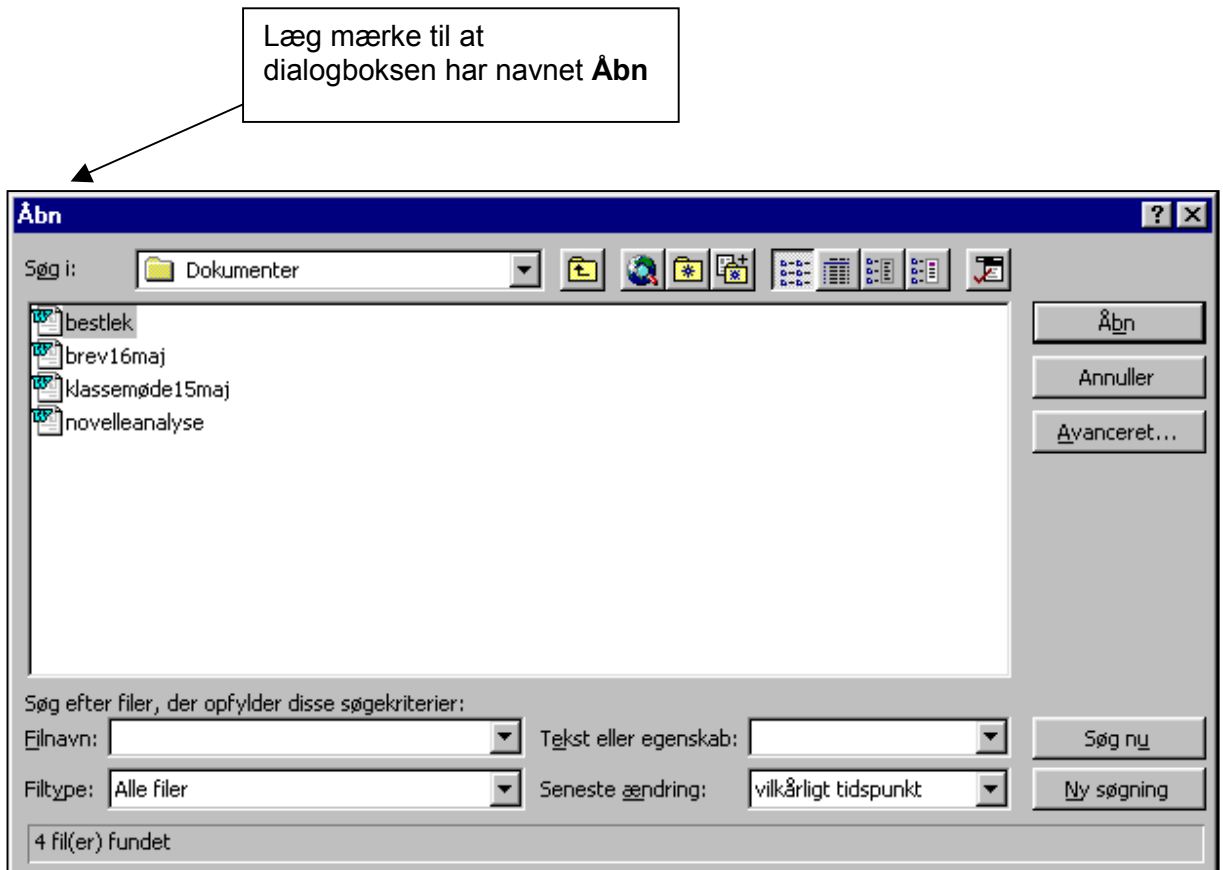 Læg mærke til at
dialogboksen har navnet Åbn
Åbn
Søg i: Dokumenter
bestlek
brev16maj
klassemøde15maj
novelleanalyse
Åbn
Annuller
Avanceret...
Søg efter filer, der opfylder disse søgekriterier:
Filnavn: Tekst eller egenskab: Søg nu
Filtype: Alle filer Seneste ændring: vilkårligt tidspunkt Ny søgning
4 fil(er) fundet